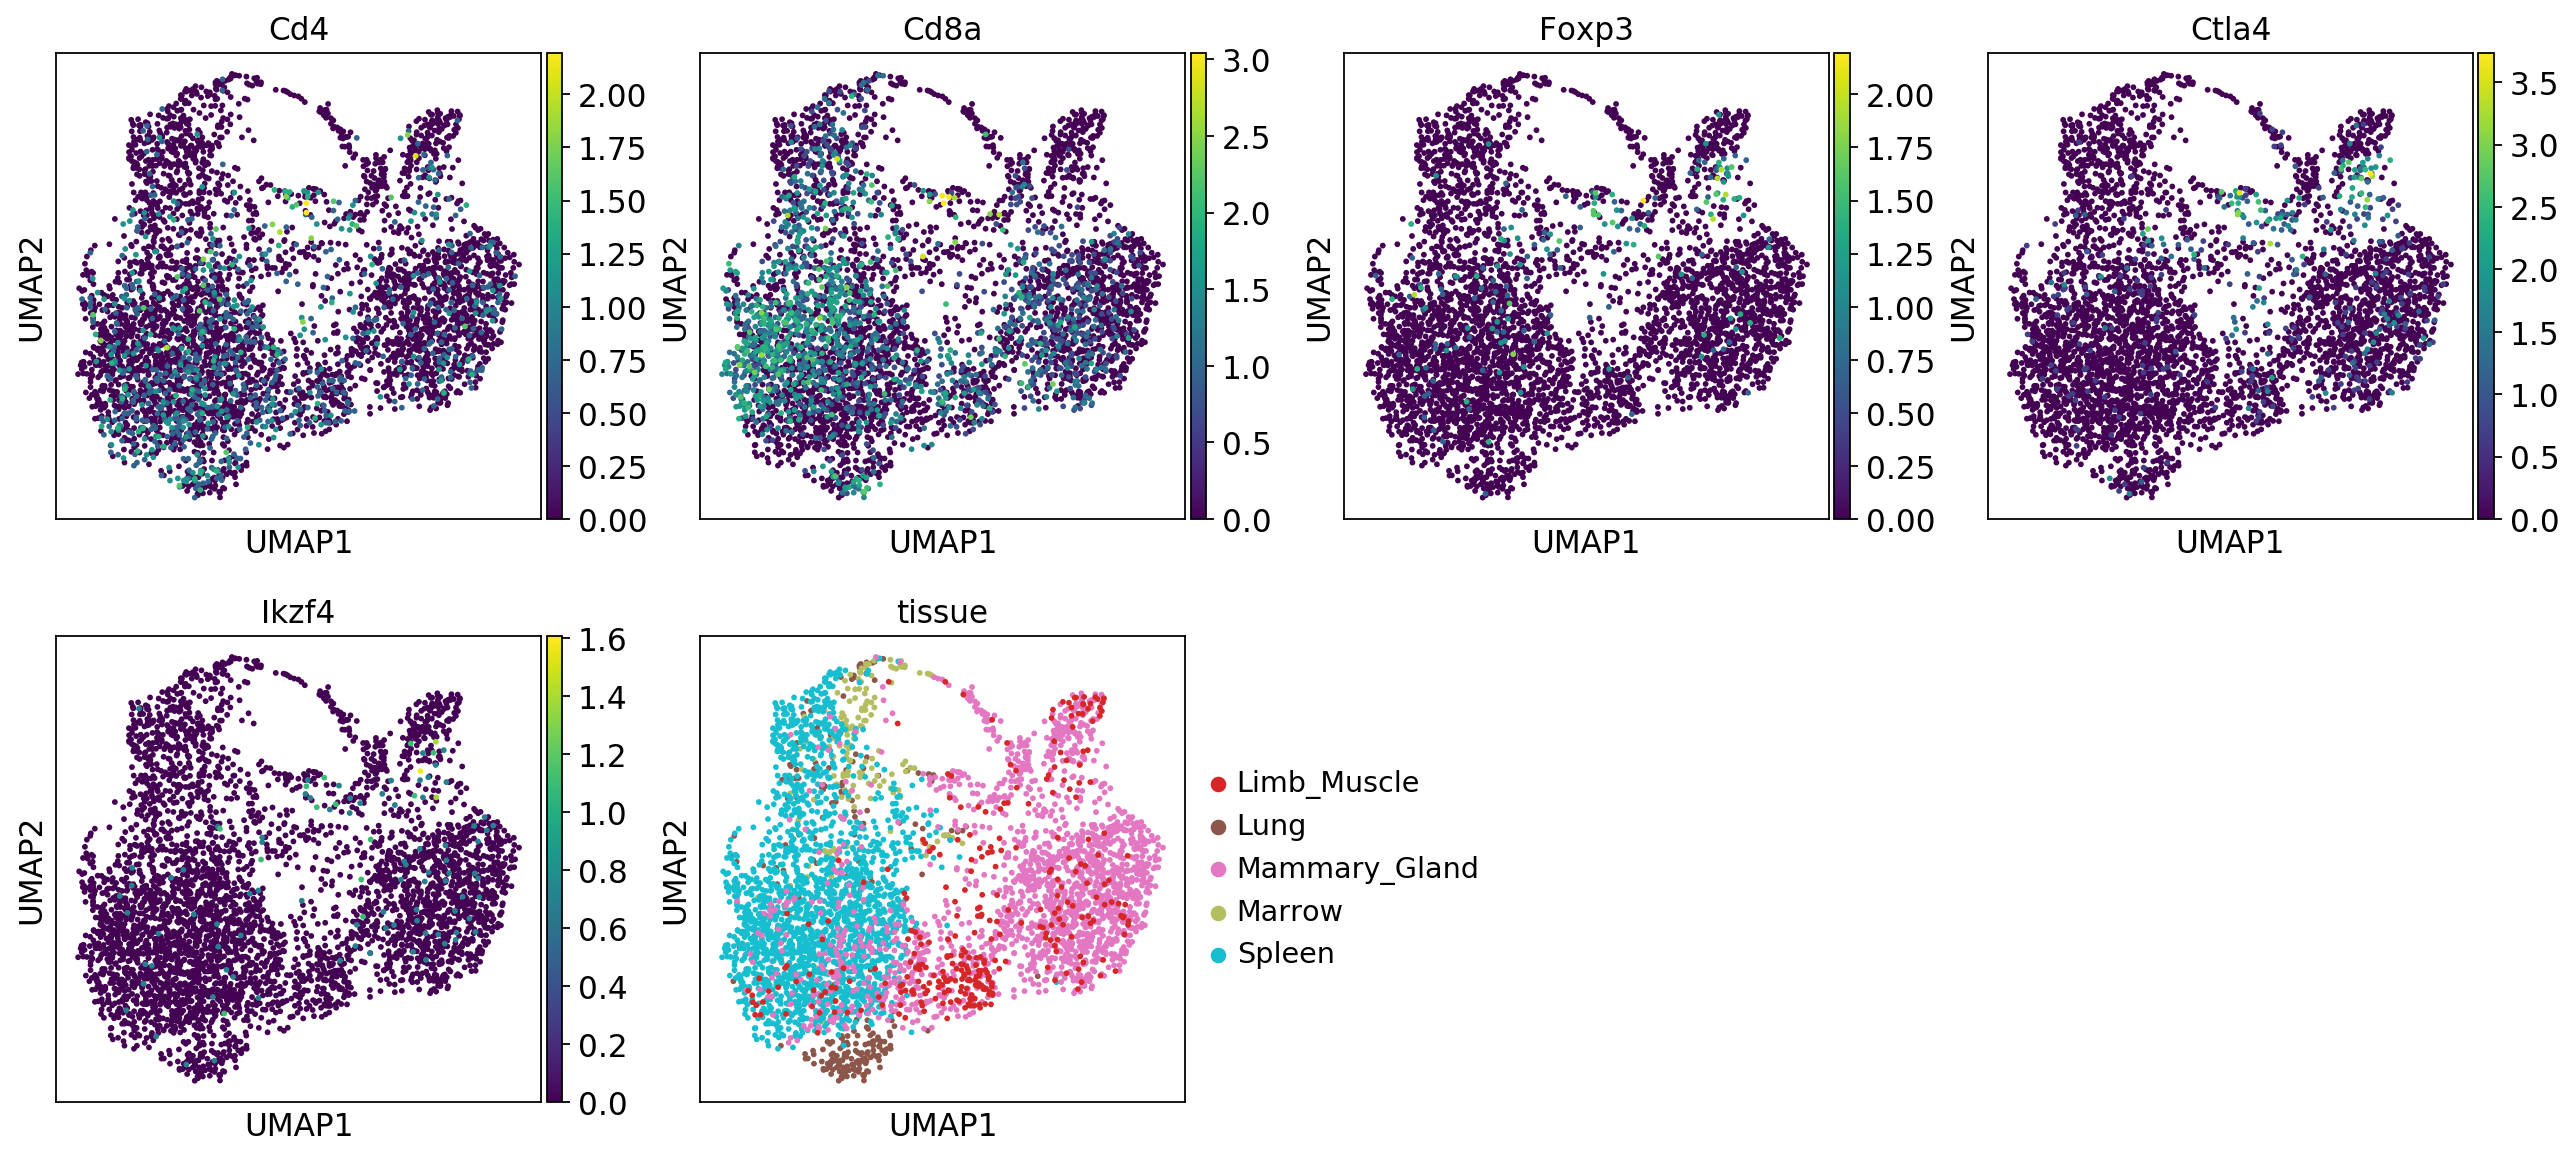 Cd4
UMAP2
UMAP1
2.00
1.75
1.50
1.25
1.00
0.75
0.50
0.25
0.00
Cd8a
UMAP2
UMAP1
3.0
2.5
2.0
1.5
1.0
0.5
0.0
Foxp3
UMAP2
UMAP1
2.00
1.75
1.50
1.25
1.00
0.75
0.50
0.25
0.00
Ctla4
UMAP2
UMAP1
3.5
3.0
2.5
2.0
1.5
1.0
0.5
0.0
Ikzf4
UMAP2
UMAP1
1.6
1.4
1.2
1.0
0.8
0.6
0.4
0.2
0.0
tissue
UMAP2
UMAP1
Limb_Muscle
Lung
Mammary_Gland
Marrow
Spleen